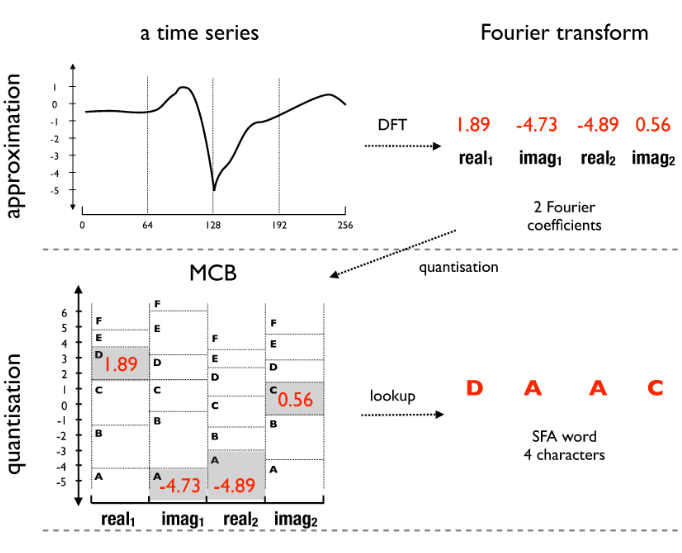 a time series
Fourier transform
approximation
1
0
-1
-2
-3
-4
-5
0 64 128 192 256
DFT
1.89 -4.73 -4.89 0.56
real1 imag1 real2 imag2
2 Fourier
coefficients
quantisation
MCB
quantisation
6
5
4
3
2
1
0
-1
-2
-3
-4
-5
F
E
D
1.89
C
B
A
F
E
D
C
B
A
-4.73
F
E
D
C
B
A
-4.89
F
E
D
C
0.56
B
A
real1 imag1 real2 imag2
lookup
D A A C
SFA word
4 characters